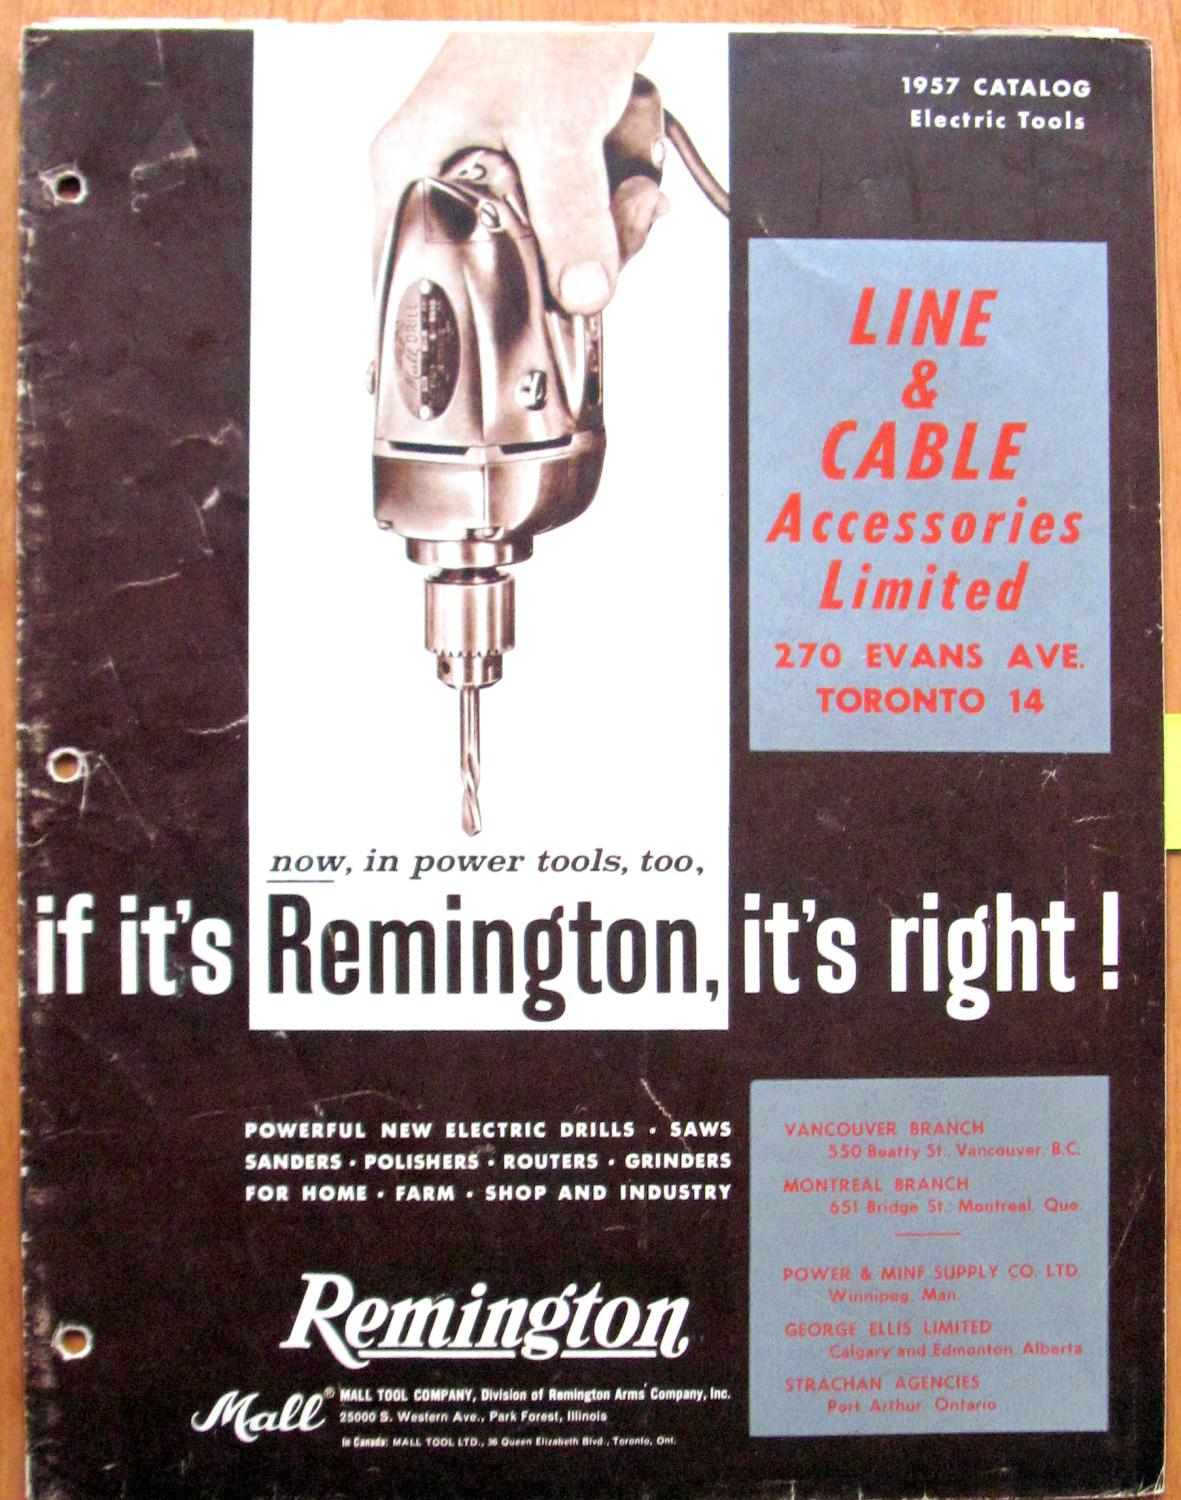 1957 CATALOG
Electric Tools
LINE
&
CABLE
Accessories
Limited
270 EVANS AVE.
TORONTO 14
Mall DRILL
now, in power tools, too,
if it's Remington, it's right!
POWERFUL NEW ELECTRIC DRILLS • SAWS
SANDERS • POLISHERS • ROUTERS • GRINDERS
FOR HOME • FARM • SHOP AND INDUSTRY
Remington
Mall®
MALL TOOL COMPANY, Division of Remington Arms Company, Inc.
25000 S. Western Ave., Park Forest, Illinois
In Canada: MALL TOOL LTD., 36 Queen Elizabeth Blvd., Toronto, Ont.
VANCOUVER BRANCH
550 Beatty St., Vancouver, B.C.
MONTREAL BRANCH
651 Bridge St., Montreal, Que.
POWER & MINE SUPPLY CO. LTD.
Winnipeg, Man.
GEORGE ELLIS LIMITED
Calgary and Edmonton, Alberta
STRACHAN AGENCIES
Port Arthur, Ontario